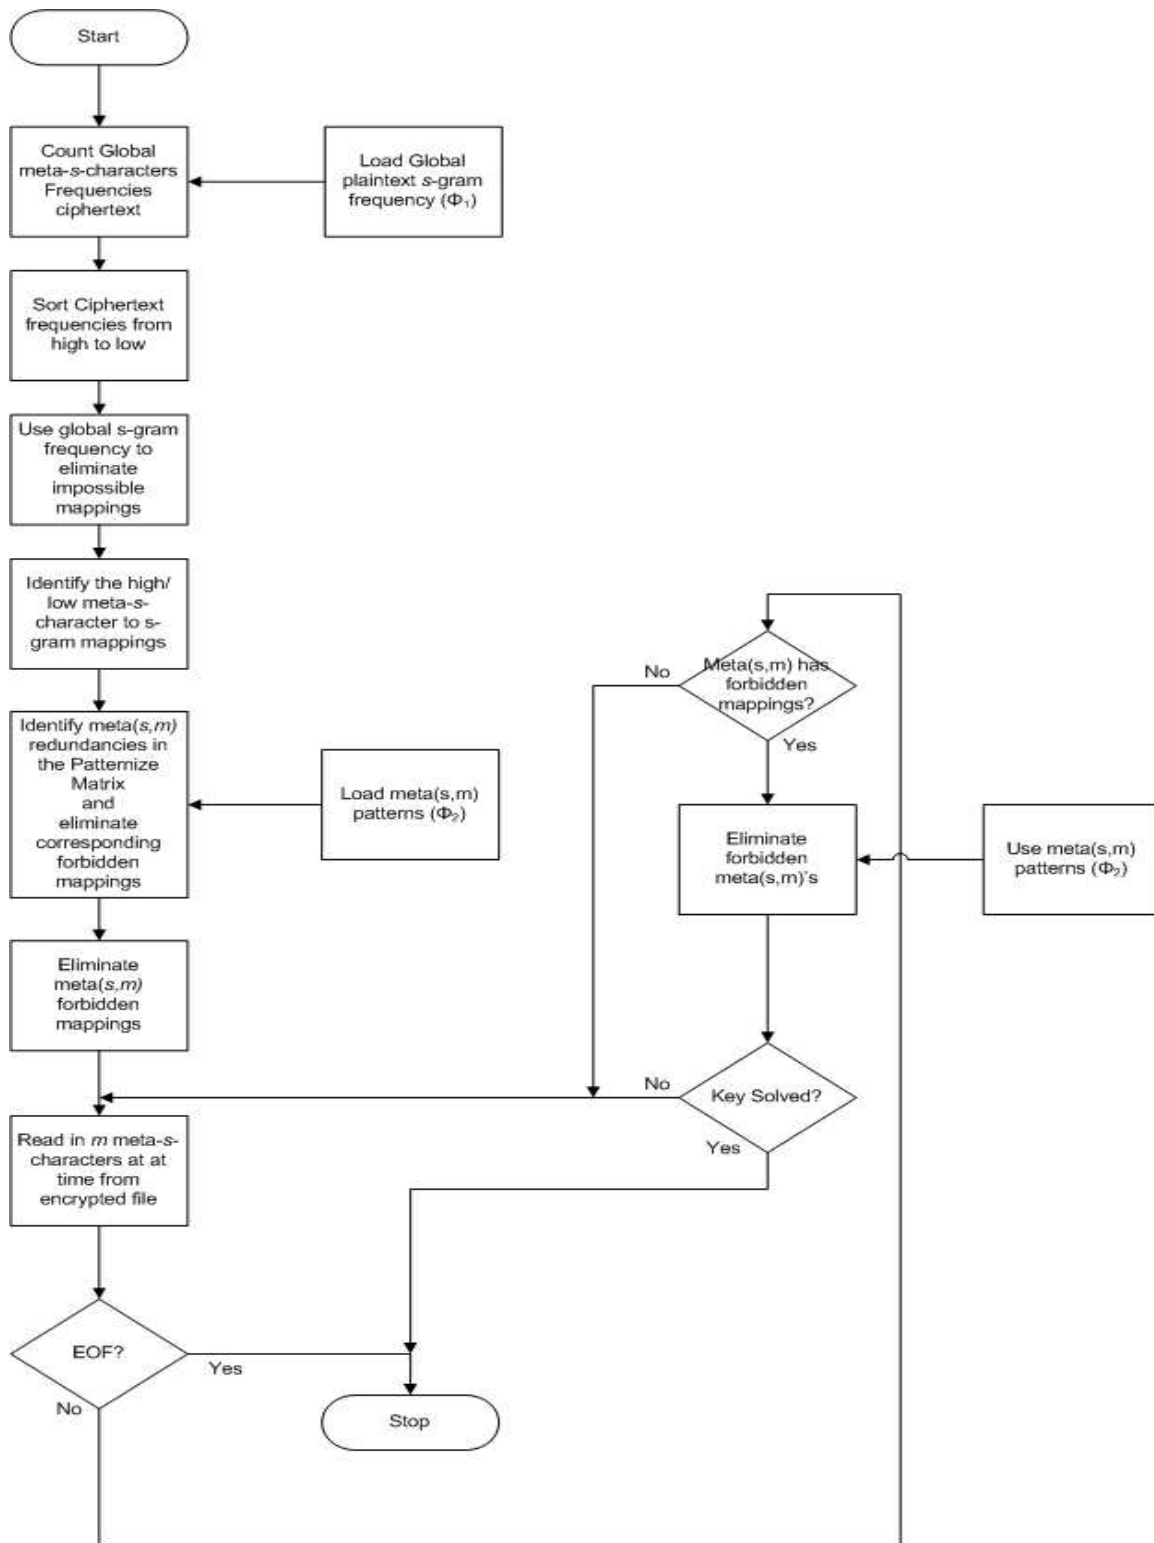 Start
Count Global
meta-s-characters
Frequencies
ciphertext
Load Global
plaintext s-gram
frequency (Φ₁)
Sort Ciphertext
frequencies from
high to low
Use global s-gram
frequency to
eliminate
impossible
mappings
Identify the high/
low meta-s-
character to s-
gram mappings
Identify meta(s,m)
redundancies in
the Patternize
Matrix
and
eliminate
corresponding
forbidden
mappings
Load meta(s,m)
patterns (Φ₂)
Eliminate
meta(s,m)
forbidden
mappings
Read in m meta-s-
characters at at
time from
encrypted file
EOF?
Yes
No
Stop
Meta(s,m) has
forbidden
mappings?
No
Yes
Eliminate
forbidden
meta(s,m)'s
Use meta(s,m)
patterns (Φ₂)
Key Solved?
No
Yes